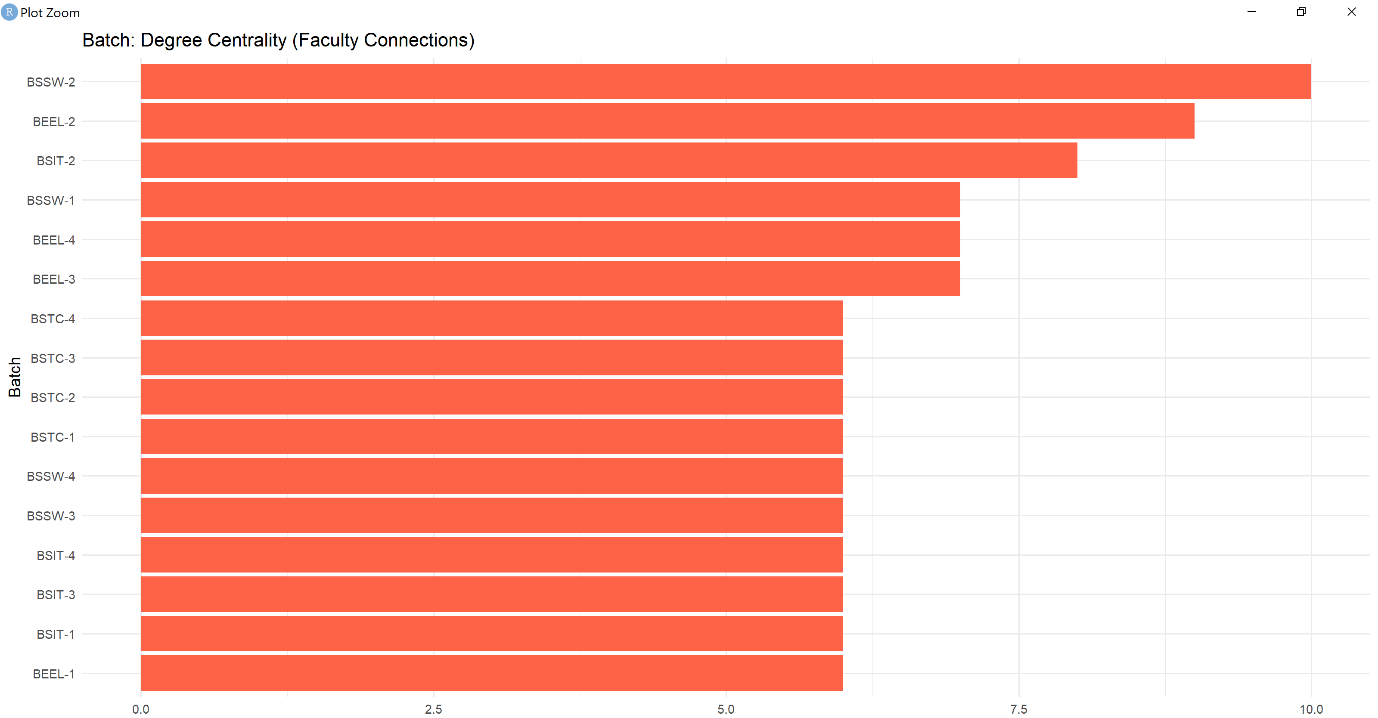 R Plot Zoom
Batch: Degree Centrality (Faculty Connections)
Batch
BSSW-2
BEEL-2
BSIT-2
BSSW-1
BEEL-4
BEEL-3
BSTC-4
BSTC-3
BSTC-2
BSTC-1
BSSW-4
BSSW-3
BSIT-4
BSIT-3
BSIT-1
BEEL-1
0.0 2.5 5.0 7.5 10.0